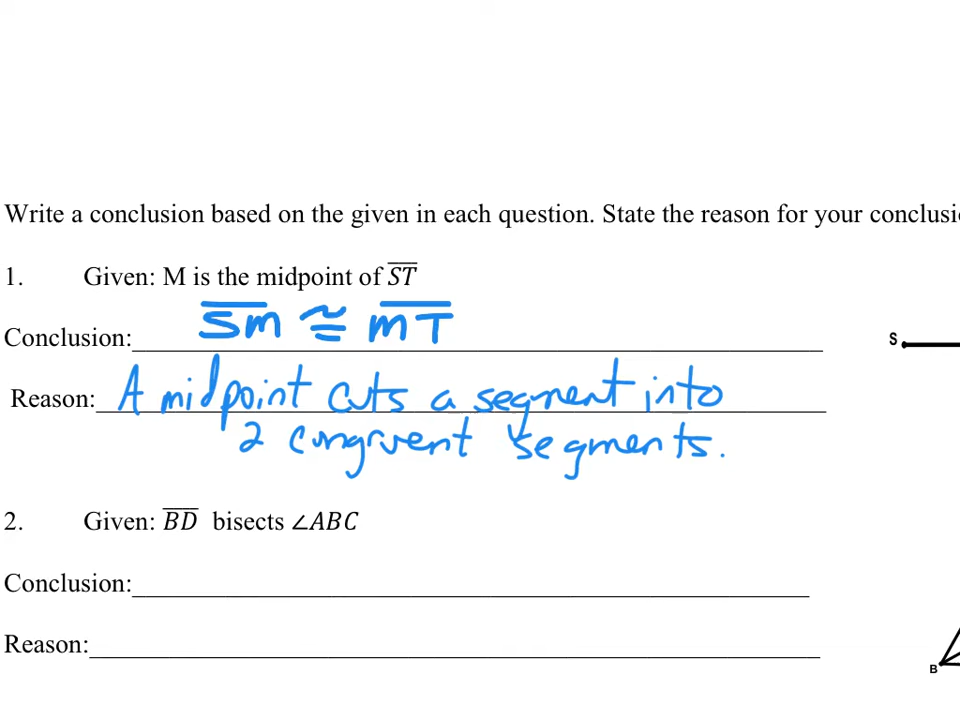 Write a conclusion based on the given in each question. State the reason for your conclusi
1. Given: M is the midpoint of S̅T̅
Conclusion: S̅M̅ ≅ M̅T̅
S
Reason: A midpoint cuts a segment into
2 congruent segments.
2. Given: B̅D̅ bisects ∠ABC
Conclusion:
Reason:
B